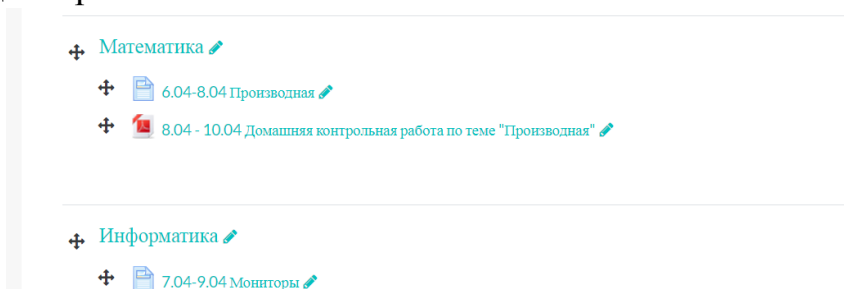 Математика
6.04-8.04 Производная
8.04 - 10.04 Домашняя контрольная работа по теме "Производная"
Информатика
7.04-9.04 Мониторы